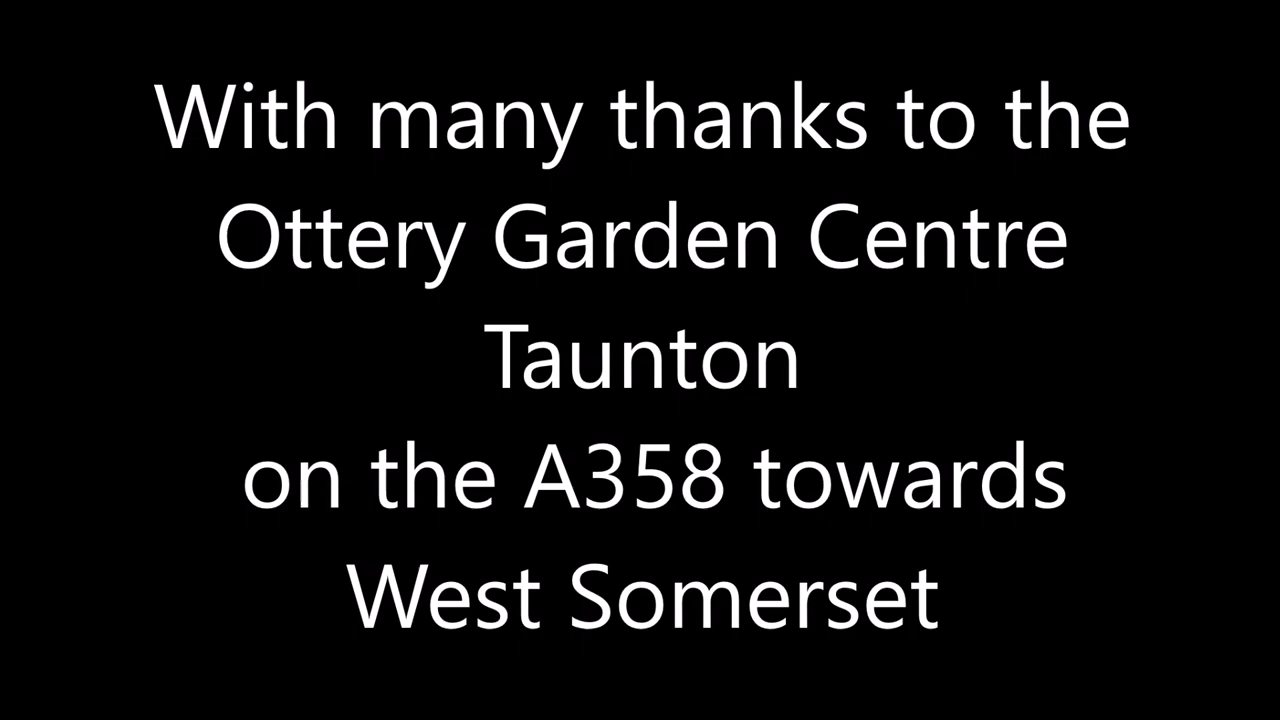 With many thanks to the
Ottery Garden Centre
Taunton
on the A358 towards
West Somerset